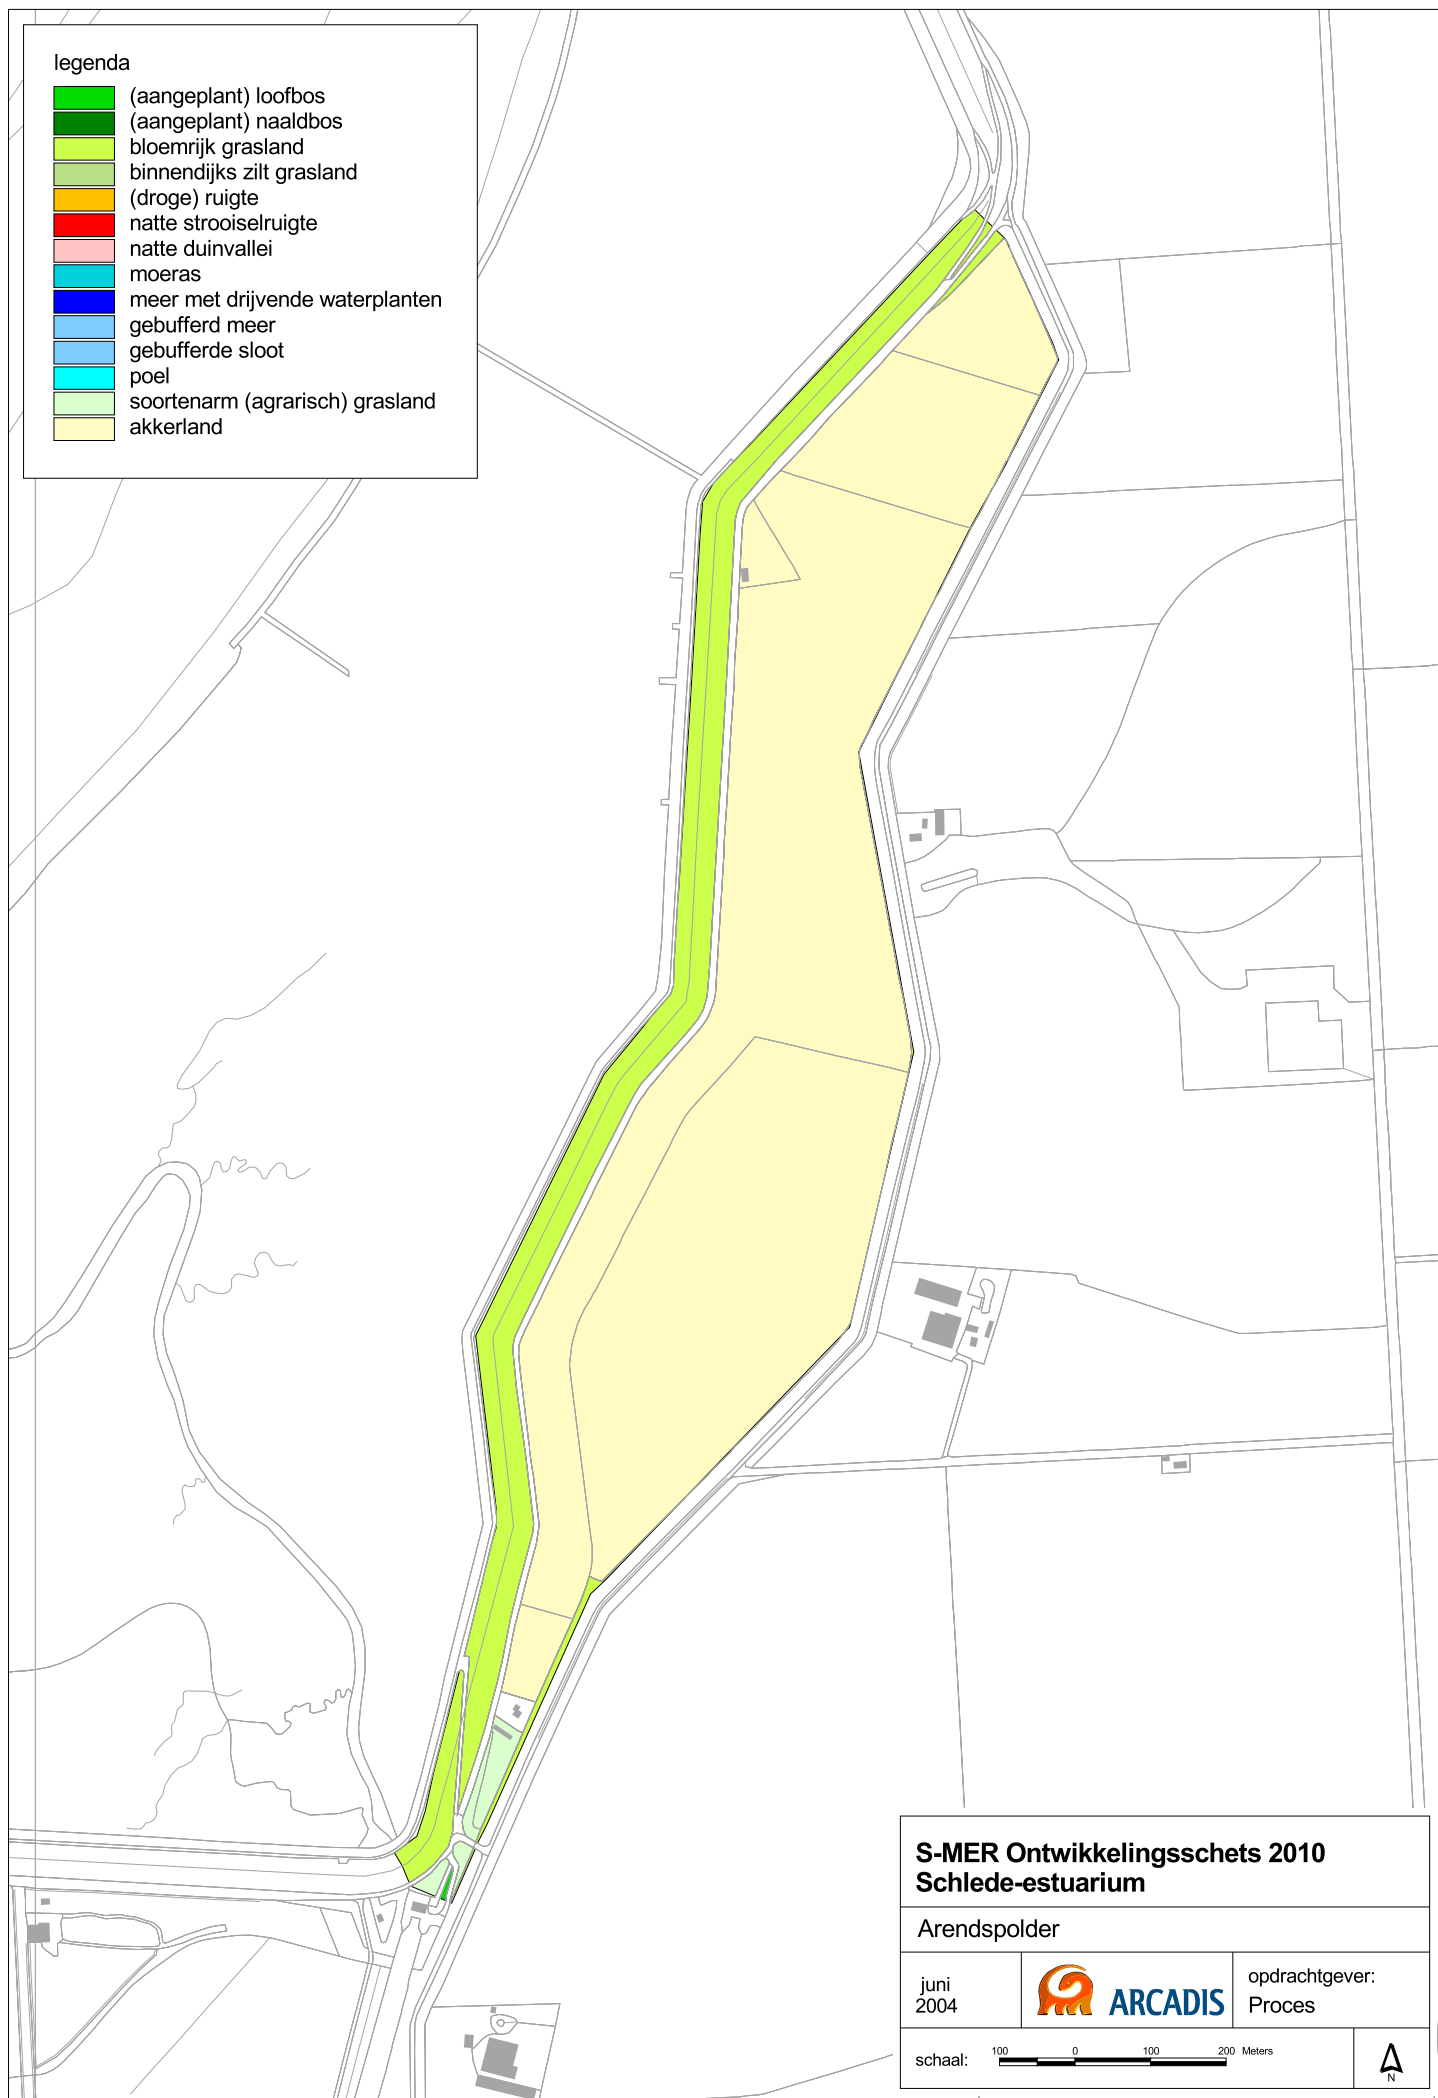 legenda
(aangeplant) loofbos
(aangeplant) naaldbos
bloemrijk grasland
binnendijks zilt grasland
(droge) ruigte
natte strooiselruigte
natte duinvallei
moeras
meer met drijvende waterplanten
gebufferd meer
gebufferde sloot
poel
soortenarm (agrarisch) grasland
akkerland
S-MER Ontwikkelingsschets 2010
Schlede-estuarium
Arendspolder
juni
2004
ARCADIS
opdrachtgever:
Proces
schaal:
100 0 100 200 Meters
N